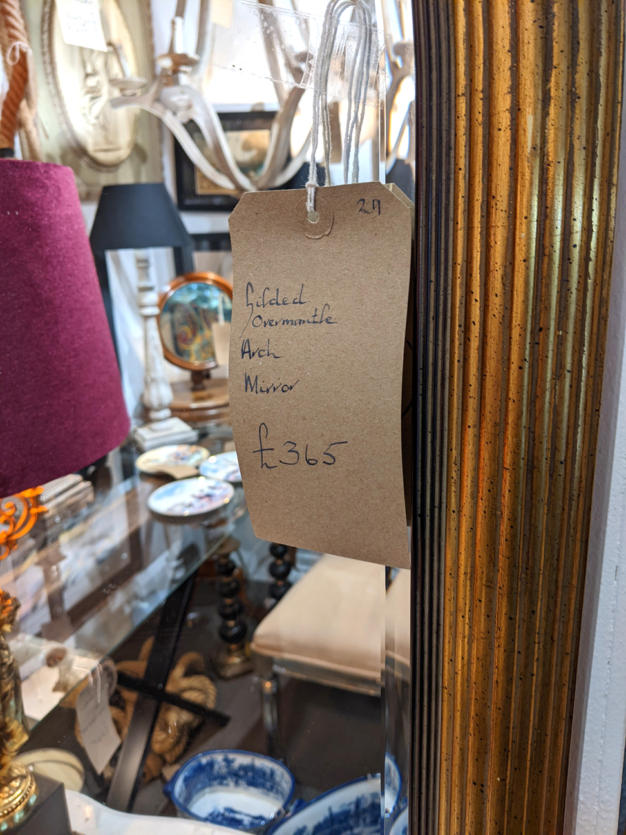 29
Gilded
Overmantle
Arch
Mirror
£365